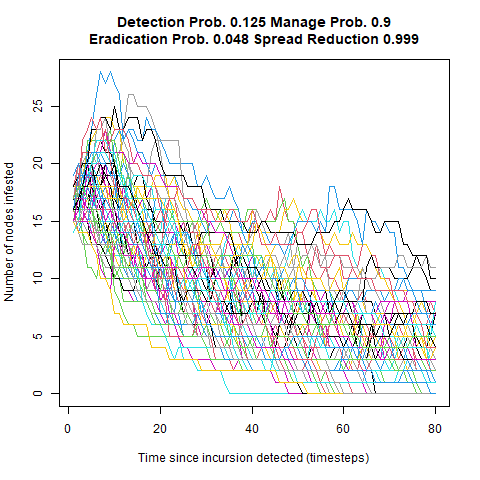 Detection Prob. 0.125 Manage Prob. 0.9
Eradication Prob. 0.048 Spread Reduction 0.999
Number of nodes infested
25
20
15
10
5
0
0 20 40 60 80
Time since incursion detected (timesteps)